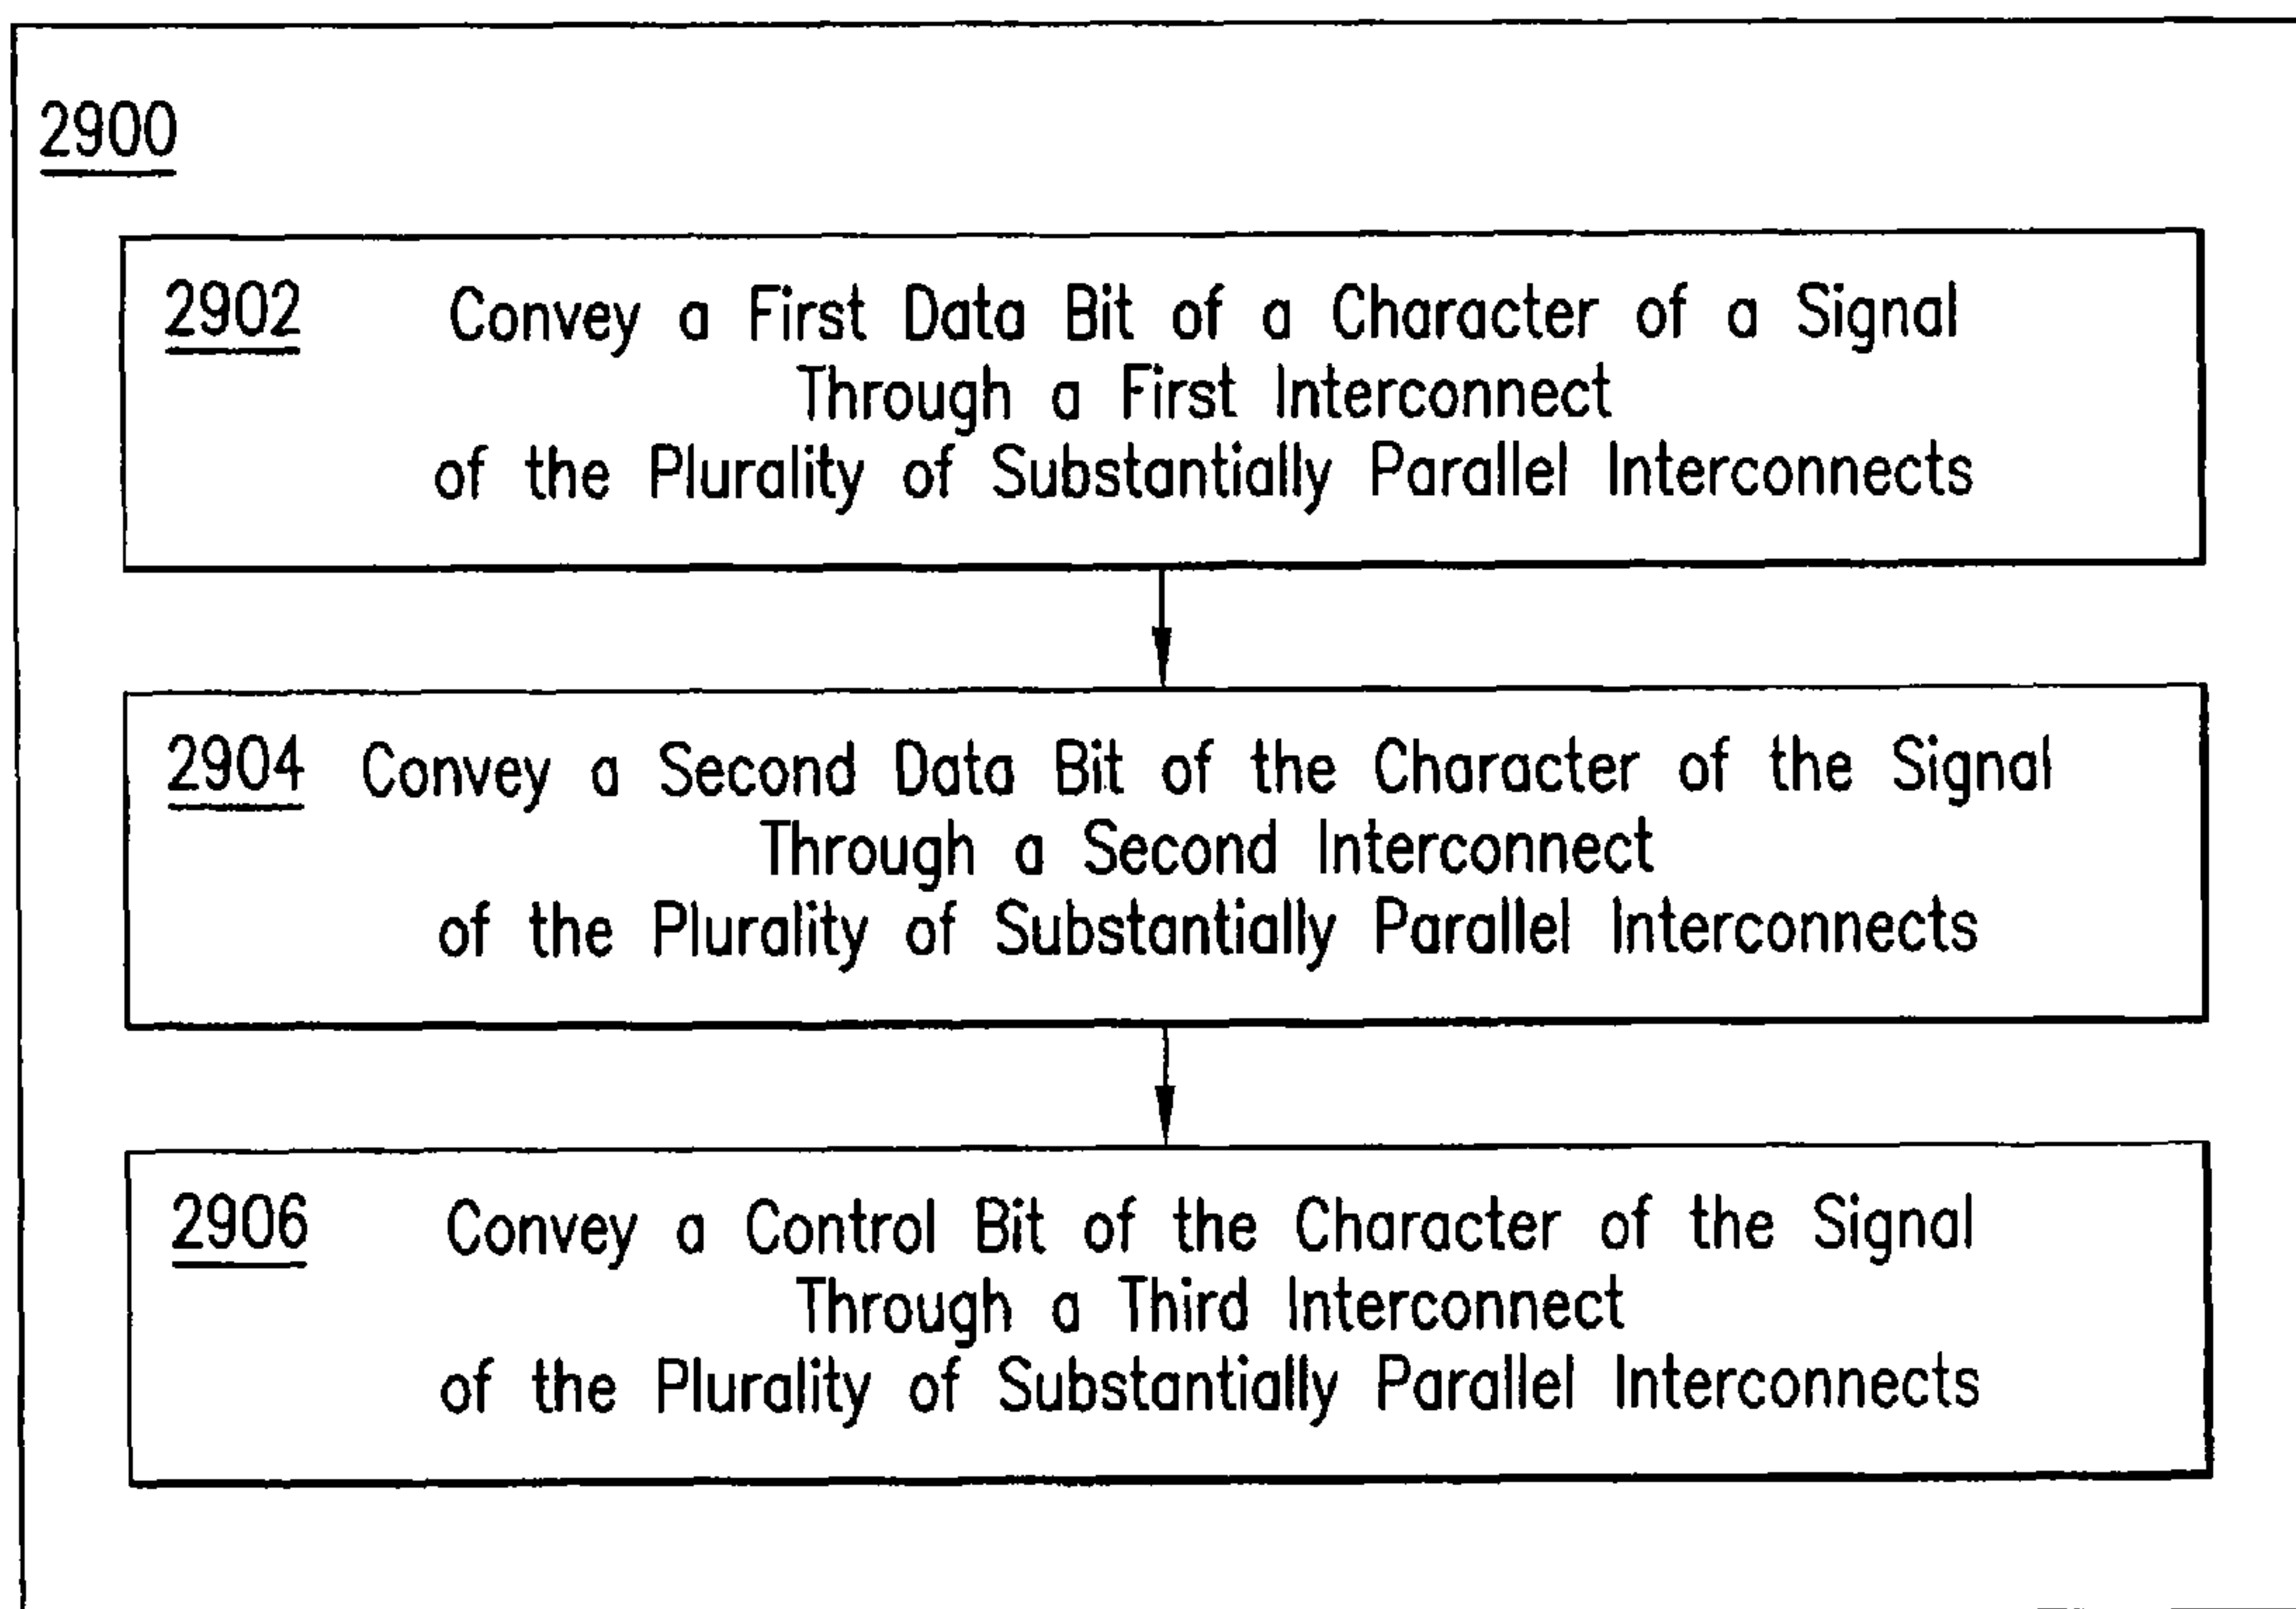 2900
2902 Convey a First Data Bit of a Character of a Signal
Through a First Interconnect
of the Plurality of Substantially Parallel Interconnects
2904 Convey a Second Data Bit of the Character of the Signal
Through a Second Interconnect
of the Plurality of Substantially Parallel Interconnects
2906 Convey a Control Bit of the Character of the Signal
Through a Third Interconnect
of the Plurality of Substantially Parallel Interconnects